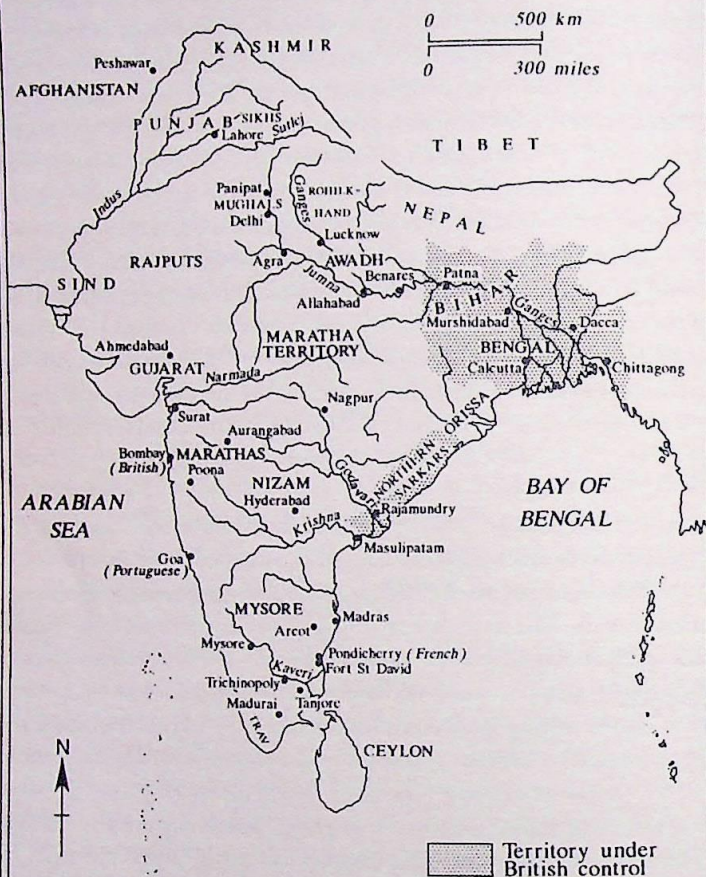 0 500 km
0 300 miles
KASHMIR
Peshawar
AFGHANISTAN
PUNJAB
SIKHS
Sutlej
Lahore
TIBET
Indus
Panipat
MUGHALS
Delhi
Ganges
ROHILK-
HAND
NEPAL
Lucknow
RAJPUTS
Agra
AWADH
Jumna
Benares
Patna
SIND
Allahabad
BIHAR
Murshidabad
Ganges
Dacca
Ahmedabad
MARATHA
TERRITORY
BENGAL
GUJARAT
Calcutta
Chittagong
Narmada
Nagpur
Surat
ORISSA
Aurangabad
Bombay
(British)
MARATHAS
Poona
NORTHERN
SARKARS
NIZAM
Godavari
Hyderabad
ARABIAN
SEA
BAY OF
BENGAL
Krishna
Rajamundry
Masulipatam
Goa
(Portuguese)
MYSORE
Madras
Arcot
Mysore
Pondicherry (French)
Fort St David
Kaveri
Trichinopoly
Tanjore
Madurai
TRAV
N
CEYLON
Territory under
British control